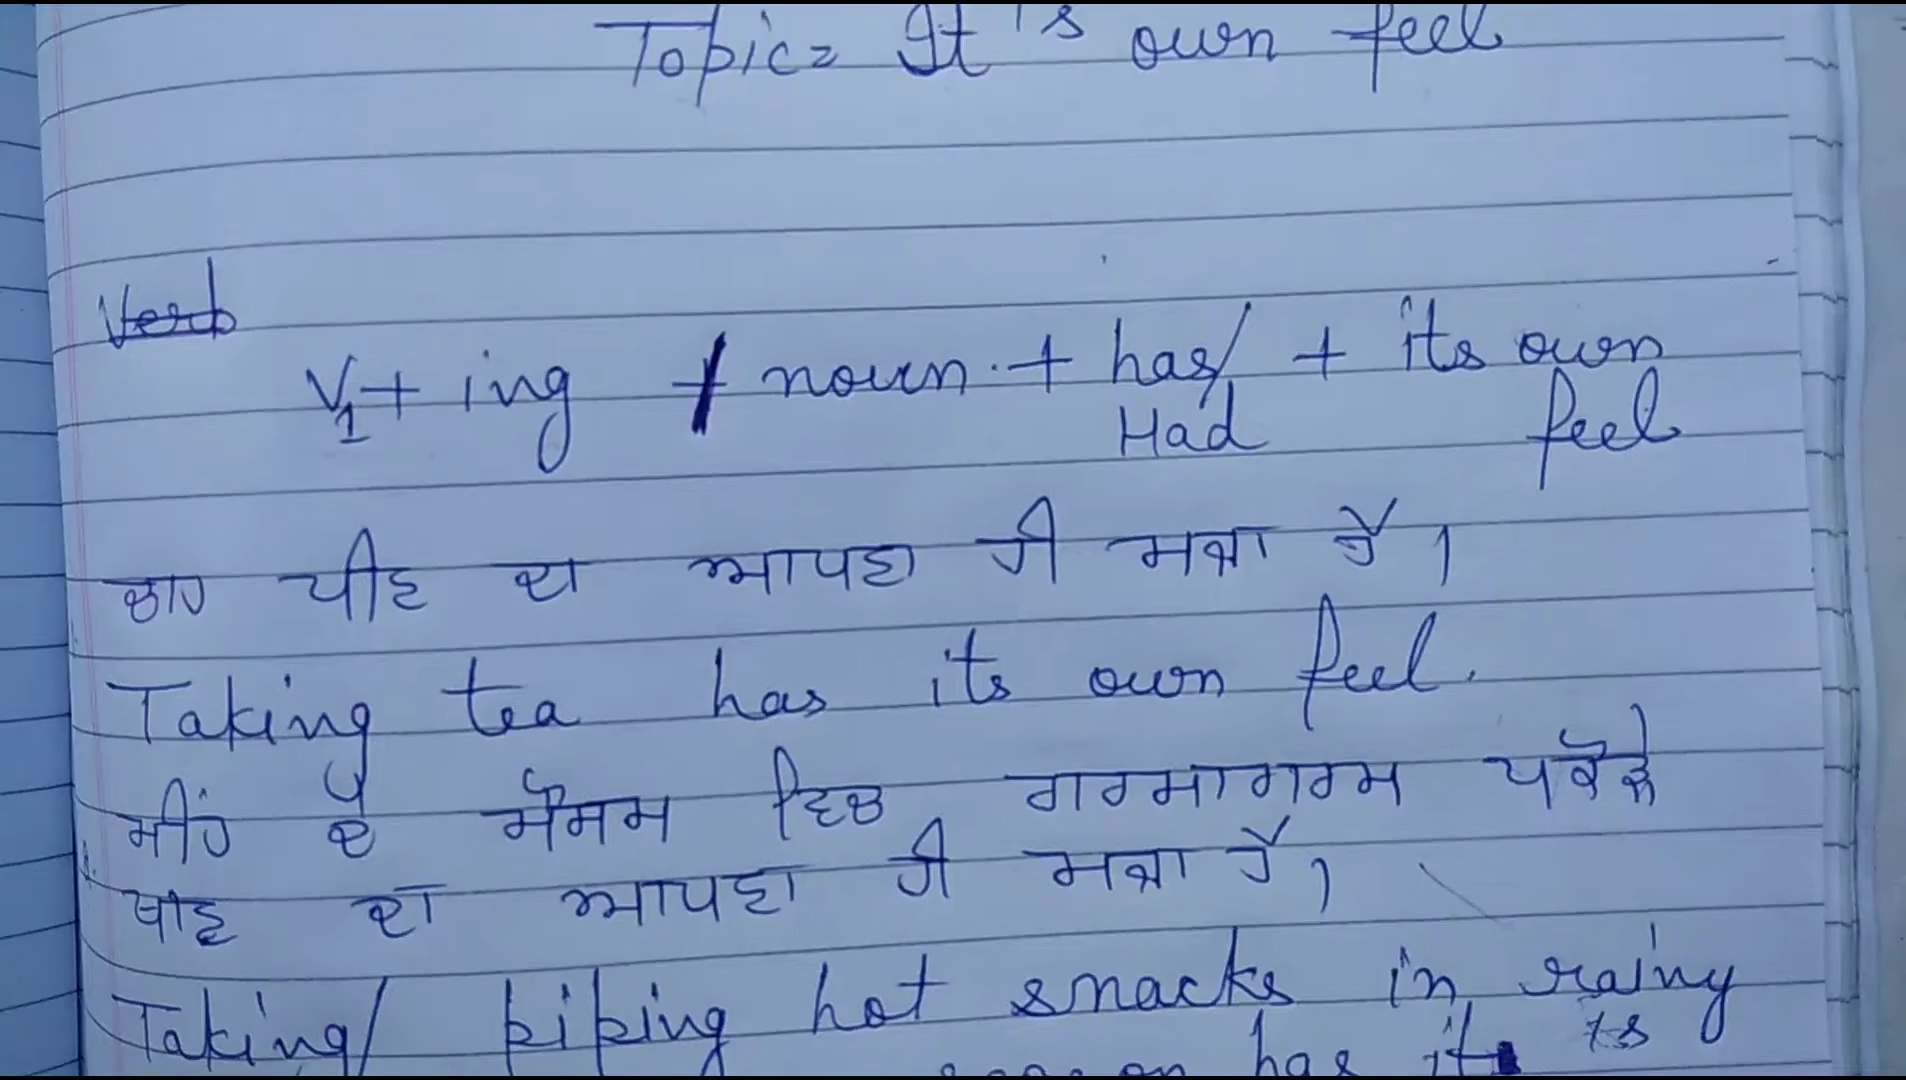 Topic= It's own feel
Verb
V1 + ing + noun + has/ + its own
Had feel
ਚਾਹ ਪੀਣ ਦਾ ਆਪਣਾ ਹੀ ਮਜ਼ਾ ਹੈ।
Taking tea has its own feel.
ਮੀਂਹ ਦੇ ਮੌਸਮ ਵਿਚ ਗਰਮਾਗਰਮ ਪਕੌੜੇ
ਖਾਣ ਦਾ ਆਪਣਾ ਹੀ ਮਜ਼ਾ ਹੈ।
Taking/ piping hot snacks in rainy
has its